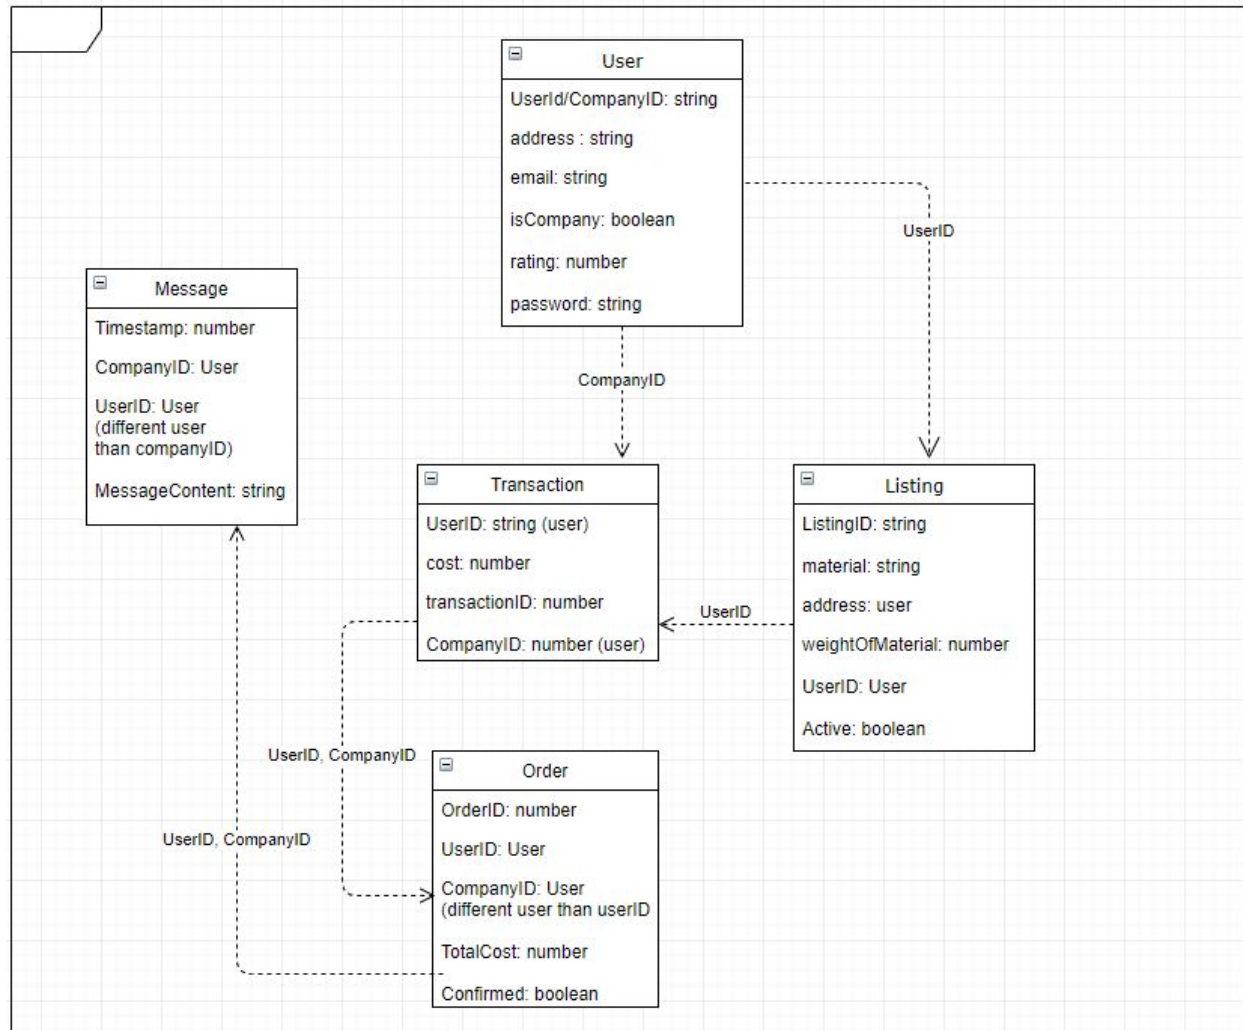 User
UserId/CompanyID: string
address : string
email: string
isCompany: boolean
rating: number
password: string
UserID
CompanyID
Message
Timestamp: number
CompanyID: User
UserID: User
(different user
than companyID)
MessageContent: string
Transaction
UserID: string (user)
cost: number
transactionID: number
CompanyID: number (user)
UserID
Listing
ListingID: string
material: string
address: user
weightOfMaterial: number
UserID: User
Active: boolean
UserID, CompanyID
UserID, CompanyID
Order
OrderID: number
UserID: User
CompanyID: User
(different user than userID
TotalCost: number
Confirmed: boolean